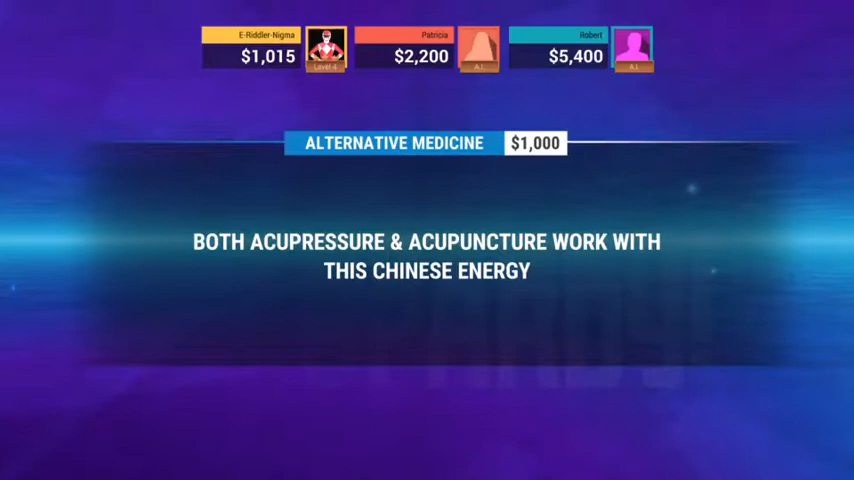 E-Riddler-Nigma
$1,015
Level 4
Patricia
$2,200
A.I.
Robert
$5,400
A.I.
ALTERNATIVE MEDICINE $1,000
BOTH ACUPRESSURE & ACUPUNCTURE WORK WITH
THIS CHINESE ENERGY